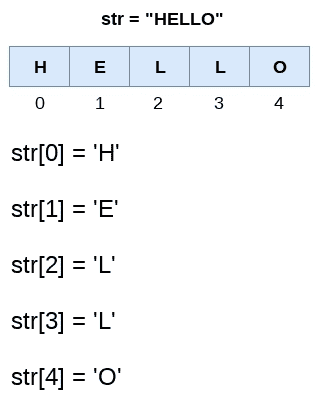 str = "HELLO"
H E L L O
0 1 2 3 4
str[0] = 'H'
str[1] = 'E'
str[2] = 'L'
str[3] = 'L'
str[4] = 'O'